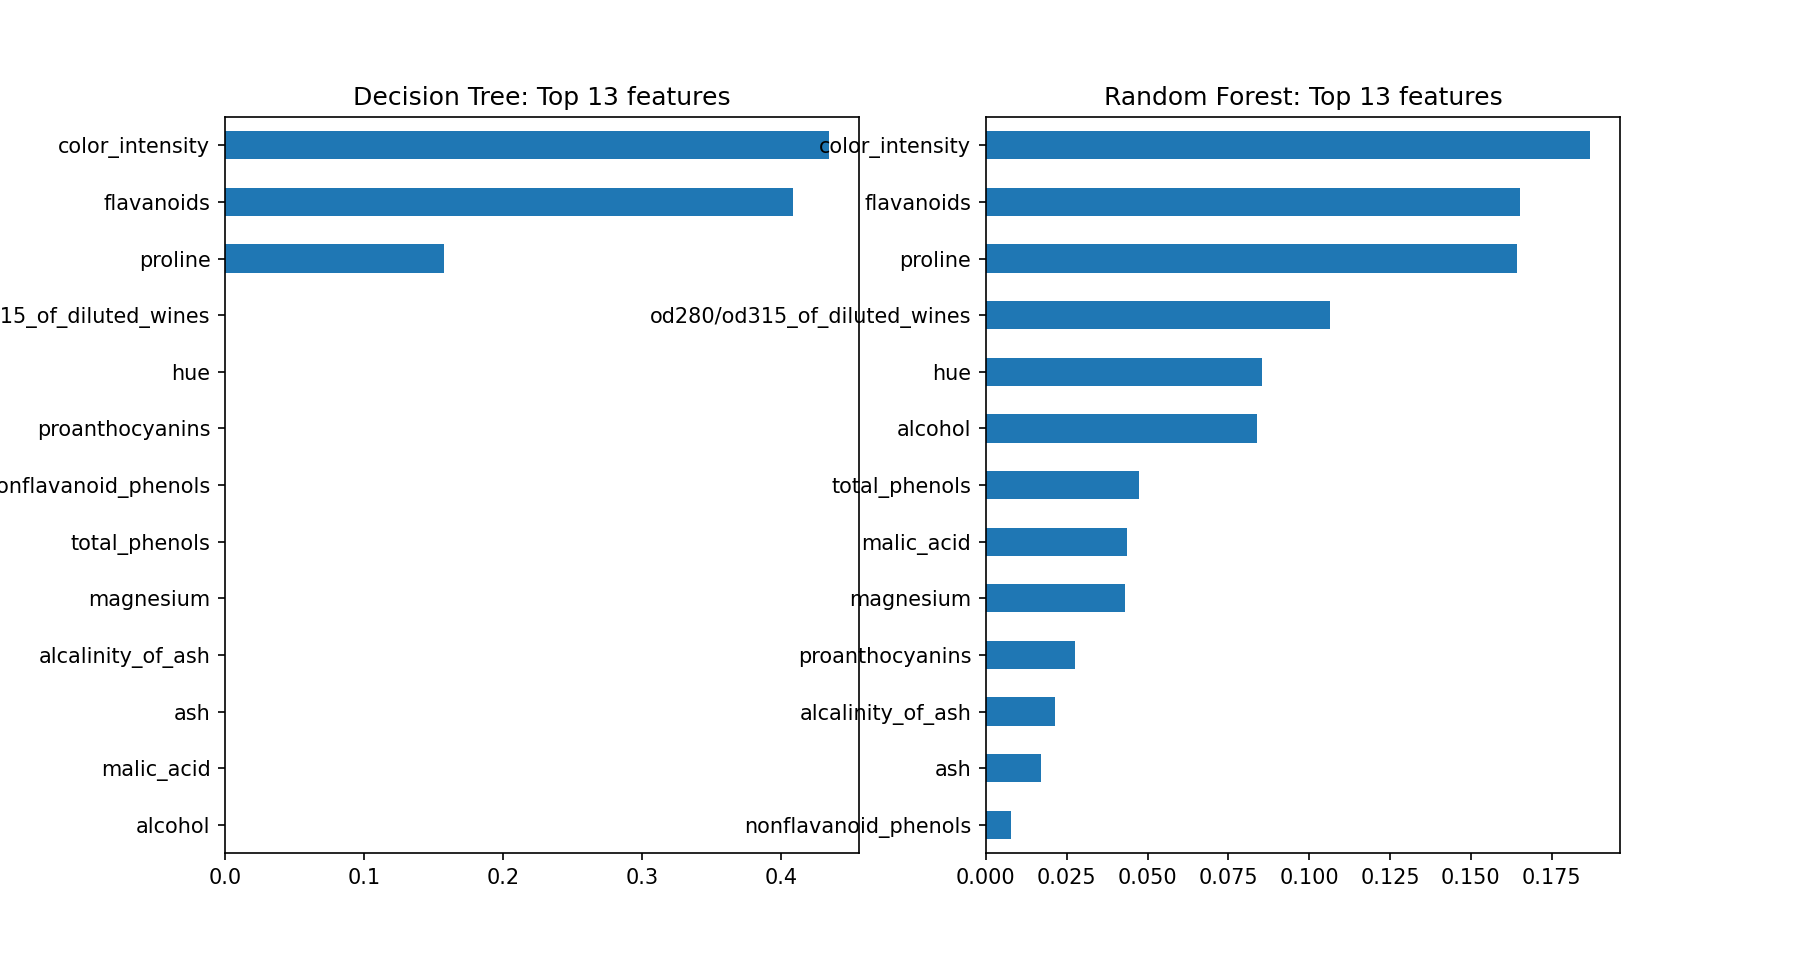 Decision Tree: Top 13 features
color_intensity
flavanoids
proline
15_of_diluted_wines
hue
proanthocyanins
onflavanoid_phenols
total_phenols
magnesium
alcalinity_of_ash
ash
malic_acid
alcohol
0.0 0.1 0.2 0.3 0.4
Random Forest: Top 13 features
color_intensity
flavanoids
proline
od280/od315_of_diluted_wines
hue
alcohol
total_phenols
malic_acid
magnesium
proanthocyanins
alcalinity_of_ash
ash
nonflavanoid_phenols
0.000 0.025 0.050 0.075 0.100 0.125 0.150 0.175